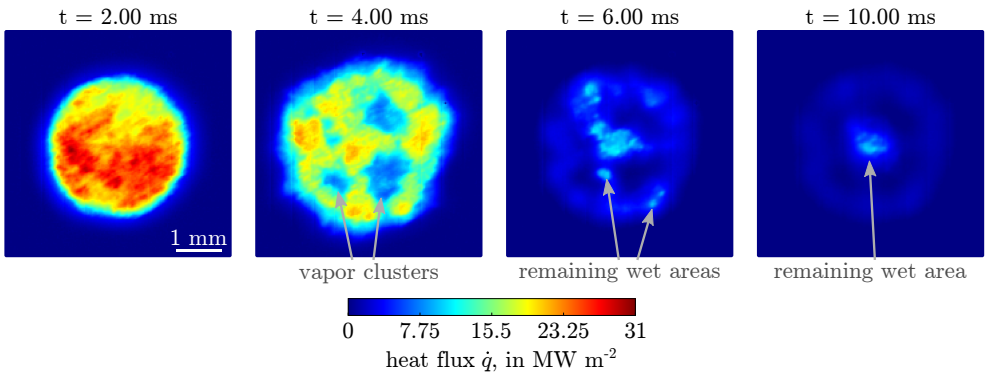 t = 2.00 ms
t = 4.00 ms
t = 6.00 ms
t = 10.00 ms
1 mm
vapor clusters
remaining wet areas
remaining wet area
0
7.75
15.5
23.25
31
heat flux q̇, in MW m⁻²